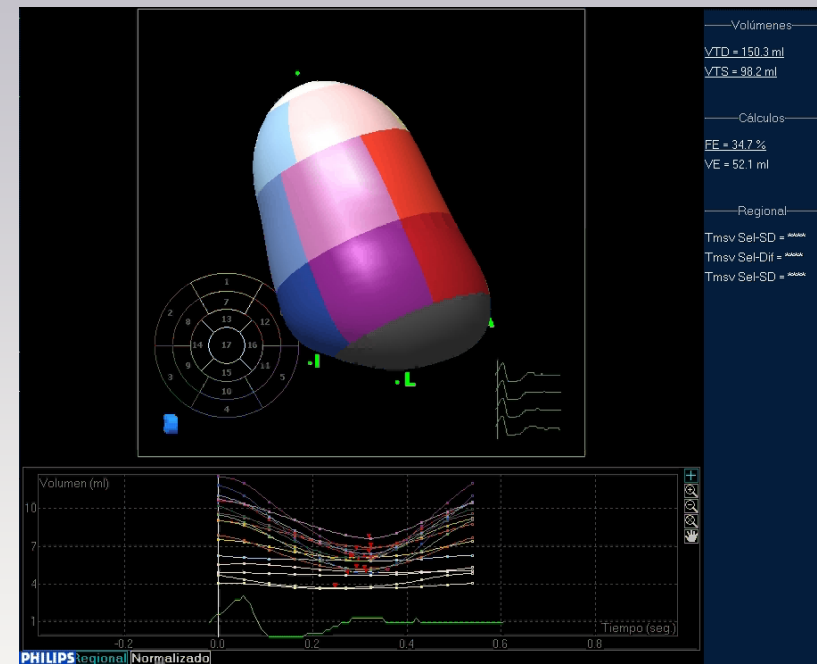 Volúmenes
VTD = 150.3 ml
VTS = 98.2 ml
Cálculos
FE = 34.7 %
VE = 52.1 ml
Regional
Tmsv Sel-SD = ****
Tmsv Sel-Dif = ****
Tmsv Sel-SD = ****
1
7
2 8 13 12
14 17 16
9 15 11
3 10 5
4
I
L
A
Volumen (ml)
10
7
4
1
Tiempo (seg.)
-0.2 0.0 0.2 0.4 0.6 0.8
PHILIPS Regional Normalizado